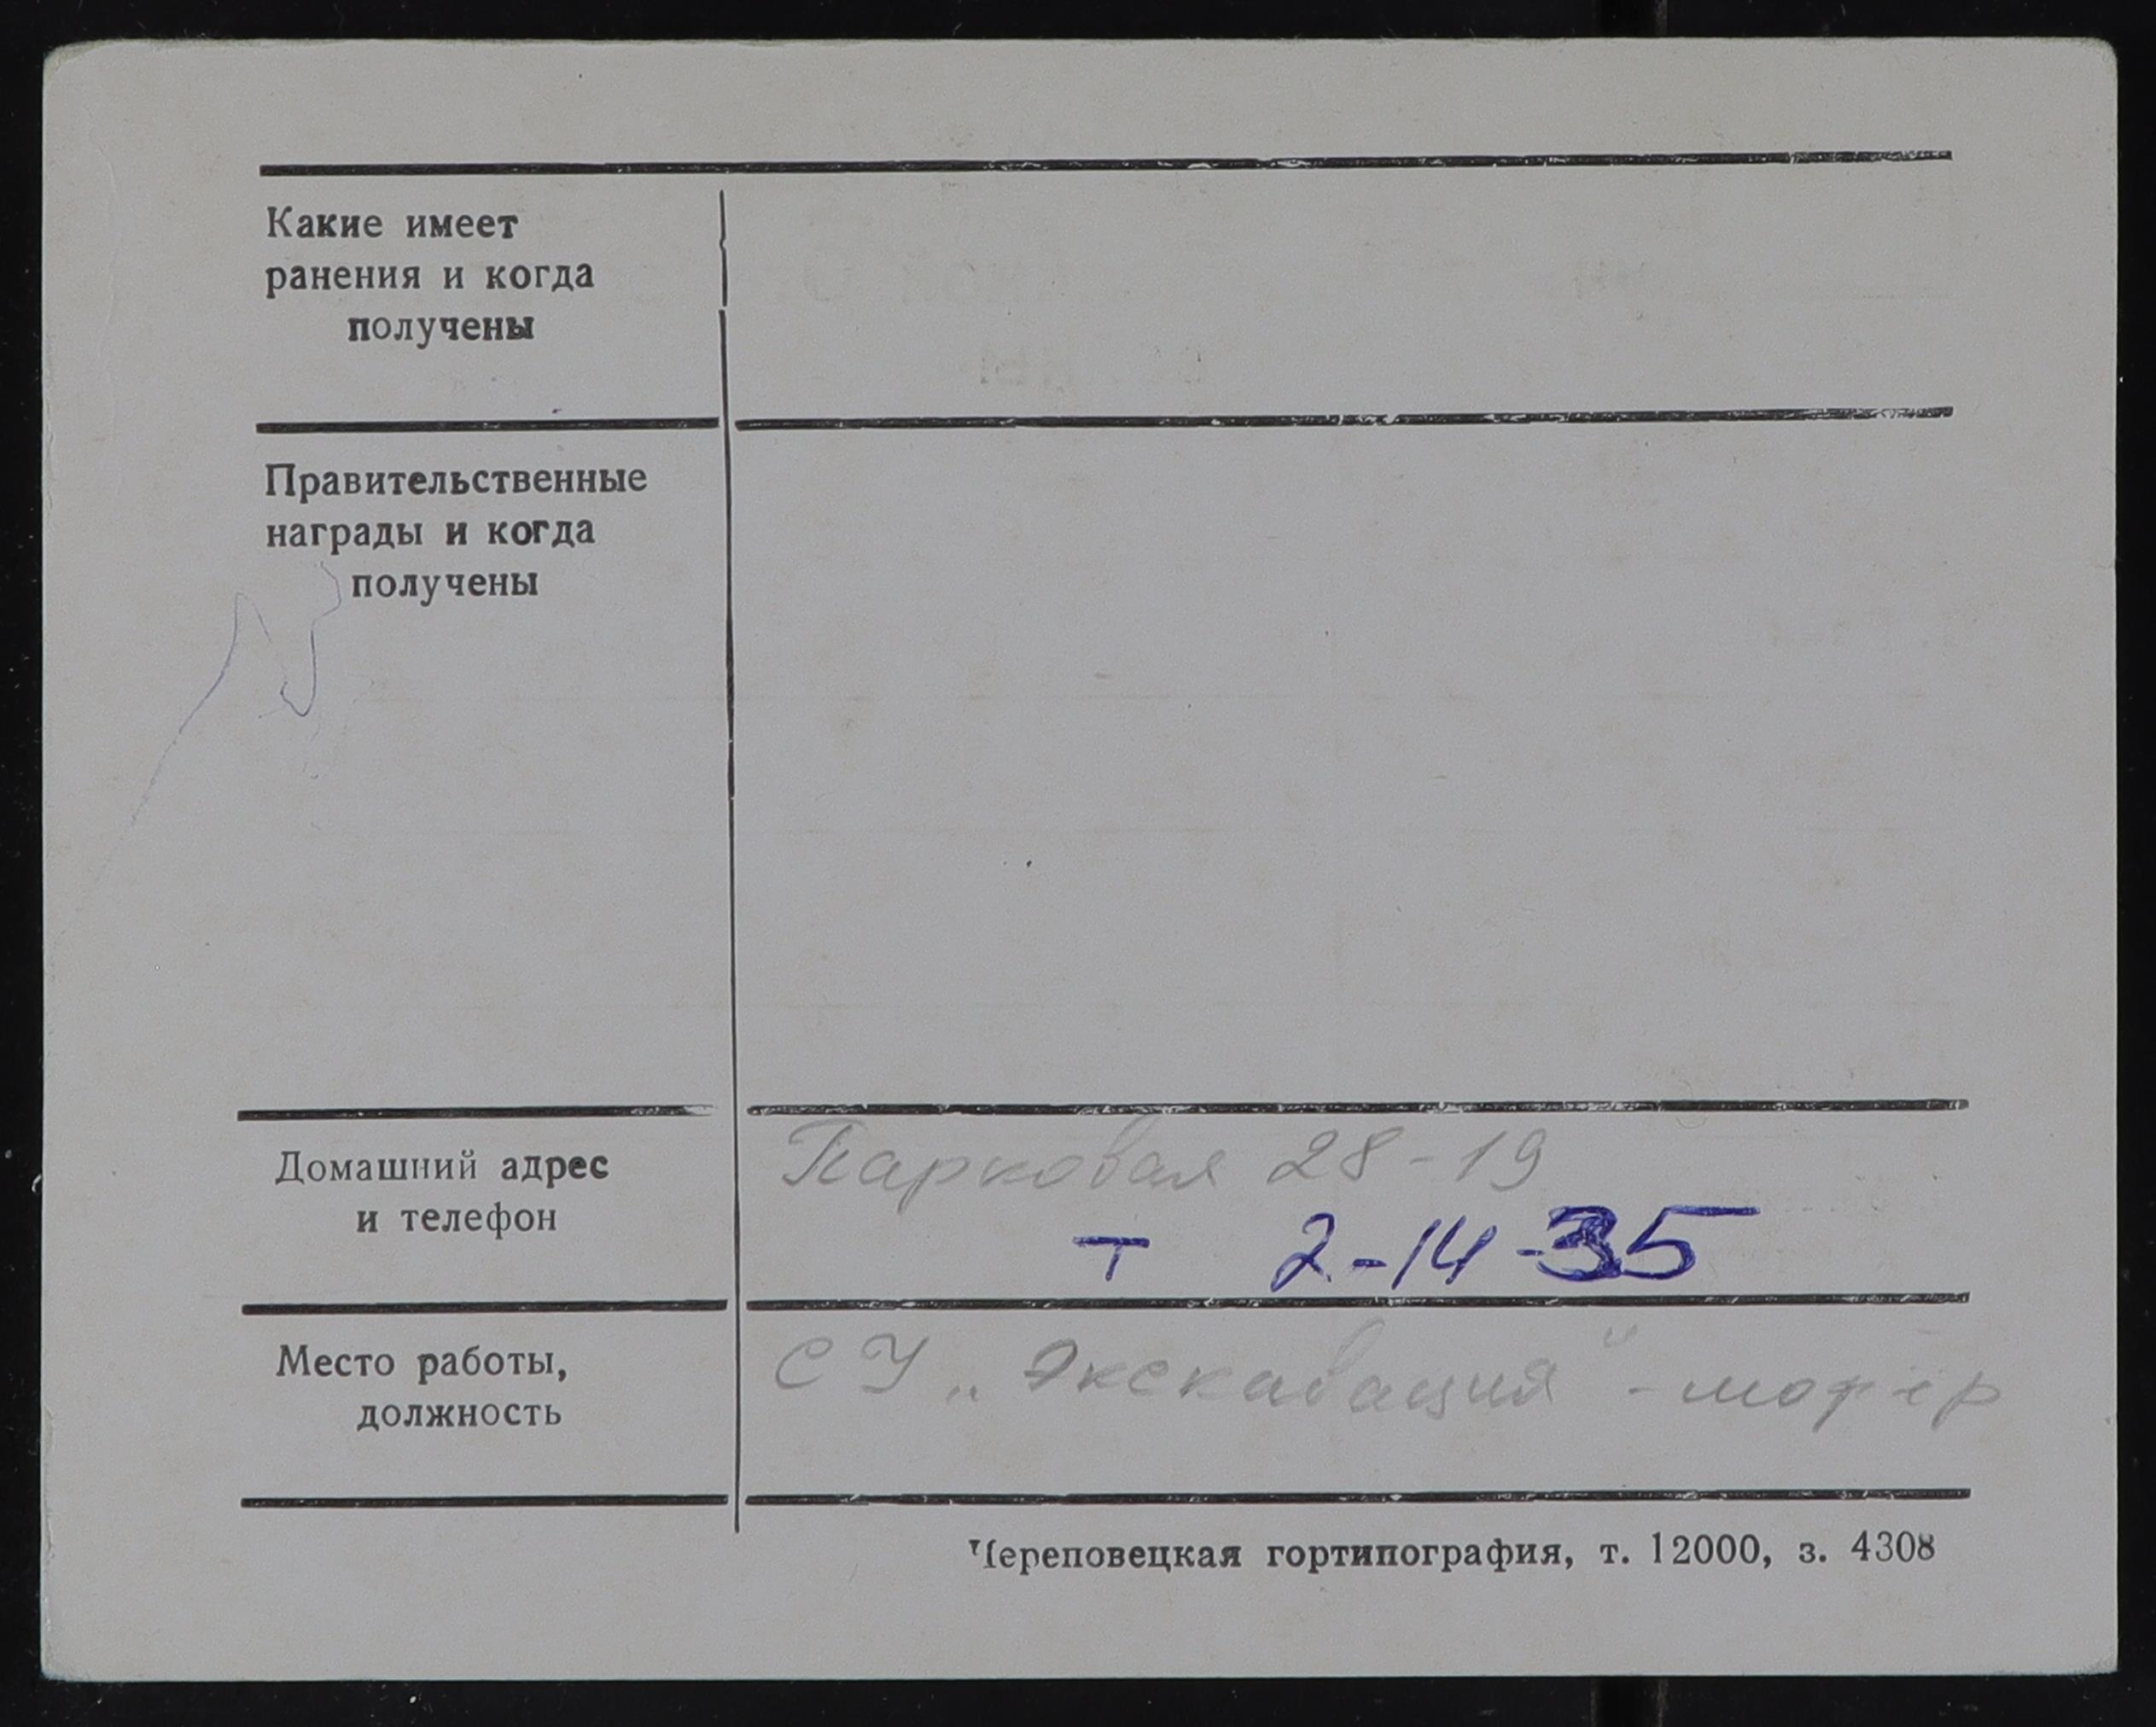 Какие имеет
ранения и когда
получены
Правительственные
награды и когда
получены
Домашний адрес
и телефон
Парковая 28-19
т 2-14-35
Место работы,
должность
СУ „Экскавация" -
Череповецкая гортипография, т. 12000, з. 4308